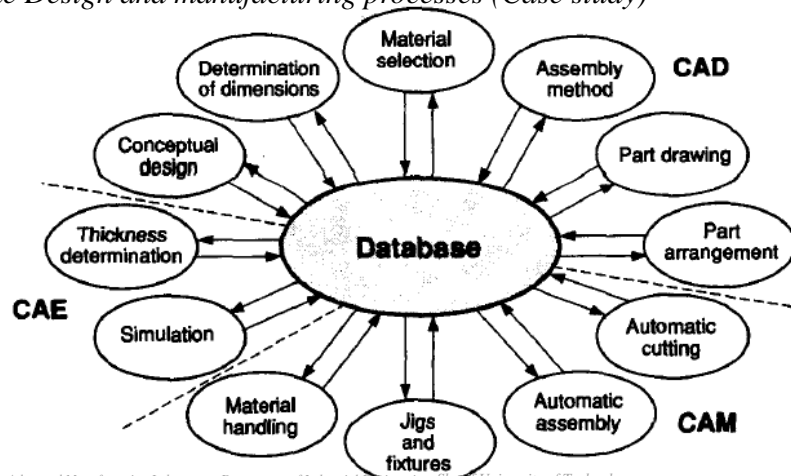 Design and manufacturing processes (Case study)
Material
selection
Determination
of dimensions
Assembly
method
CAD
Conceptual
design
Part drawing
Thickness
determination
Database
Part
arrangement
CAE
Simulation
Automatic
cutting
Material
handling
Jigs
and
fixtures
Automatic
assembly
CAM